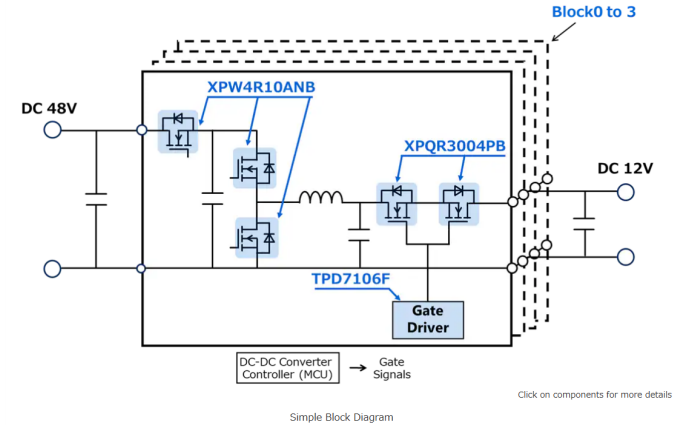 Block0 to 3
XPW4R10ANB
DC 48V
XPQR3004PB
DC 12V
TPD7106F
Gate
Driver
DC-DC Converter
Controller (MCU)
Gate
Signals
Click on components for more details
Simple Block Diagram